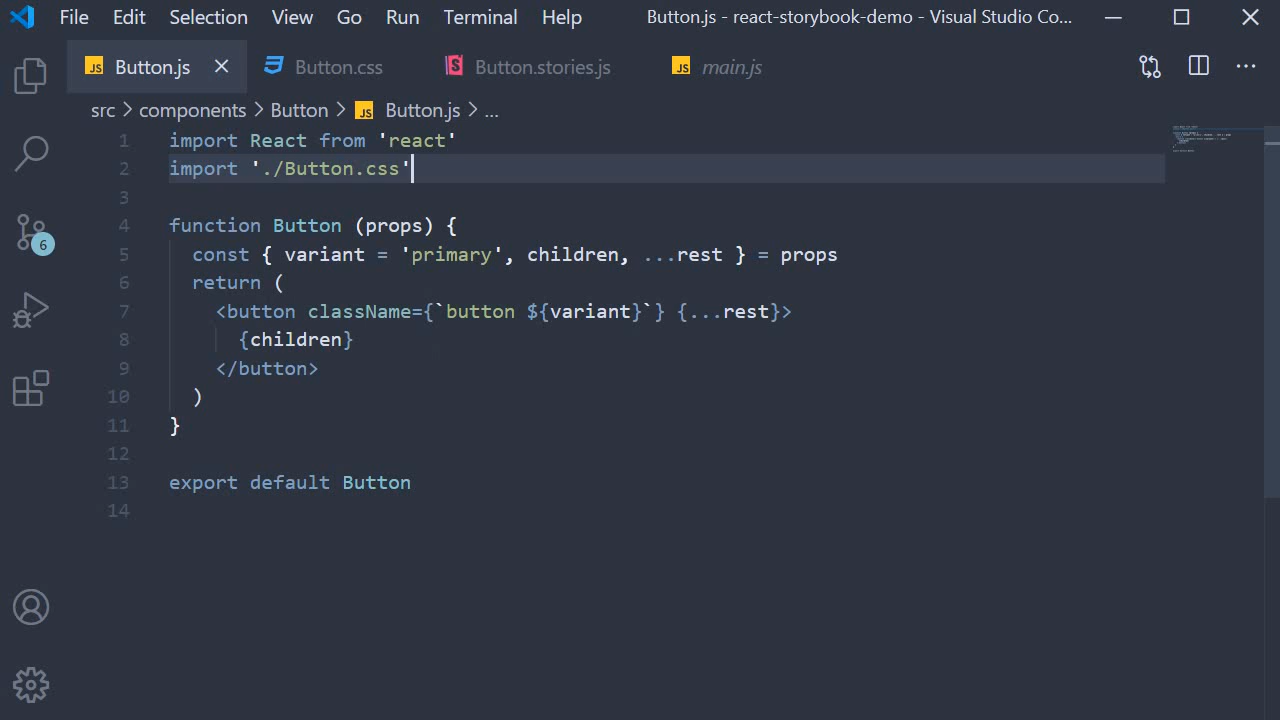 File Edit Selection View Go Run Terminal Help Button.js - react-storybook-demo - Visual Studio Co...
JS Button.js Button.css S Button.stories.js JS main.js
src > components > Button > JS Button.js > ...
1 import React from 'react'
2 import './Button.css'
3
4 function Button (props) {
5 const { variant = 'primary', children, ...rest } = props
6 return (
7 <button className={`button ${variant}`} {...rest}>
8 {children}
9 </button>
10 )
11 }
12
13 export default Button
14
6